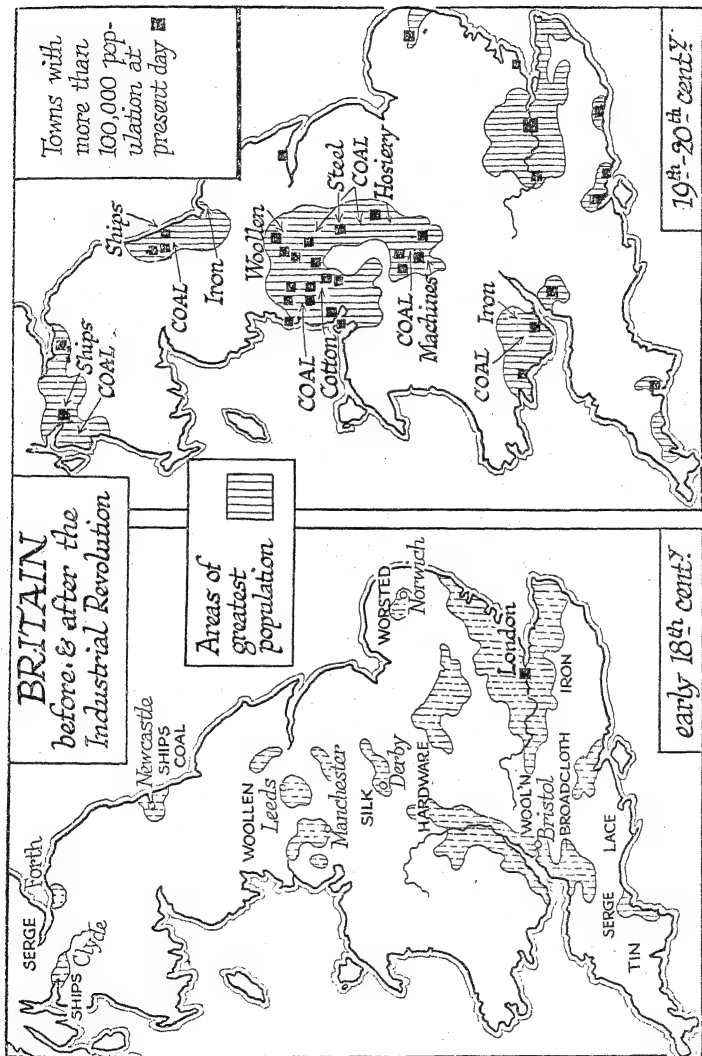 BRITAIN
before & after the
Industrial Revolution
Areas of
greatest
population
SERGE
Forth
SHIPS
Clyde
Newcastle
SHIPS
COAL
WOOLLEN
Leeds
Manchester
SILK
Derby
WORSTED
Norwich
HARDWARE
London
WOOL'N
Bristol
BROADCLOTH
IRON
SERGE
LACE
TIN
early 18th centy
Towns with
more than
100,000 pop-
ulation at
present day
Ships
COAL
Ships
COAL
Iron
Woollen
Steel
COAL
Hosiery
COAL
Cotton
COAL
Machines
COAL
Iron
19th-20th centy